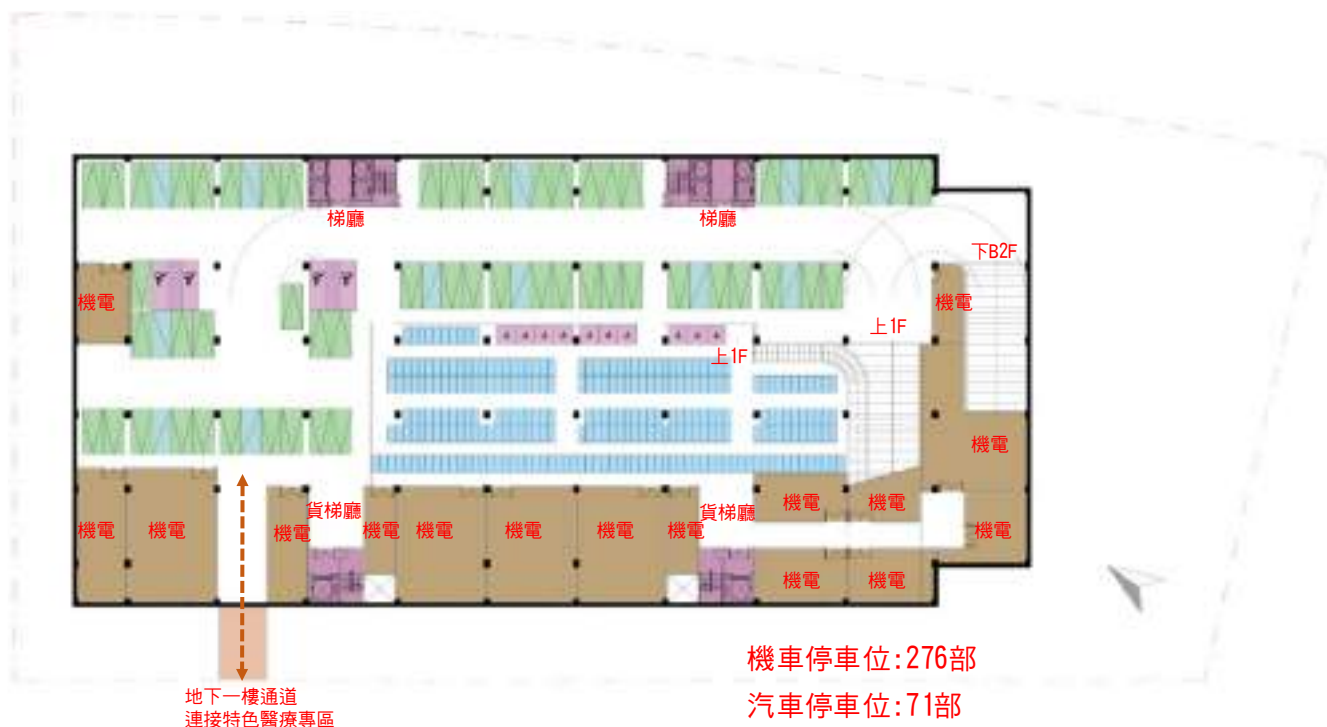 梯廳
梯廳
下B2F
機電
機電
上1F
上1F
機電
貨梯廳
貨梯廳
機電
機電
機電
機電
機電
機電
機電
機電
機電
機電
機電
機電
機電
機車停車位:276部
汽車停車位:71部
地下一樓通道
連接特色醫療專區